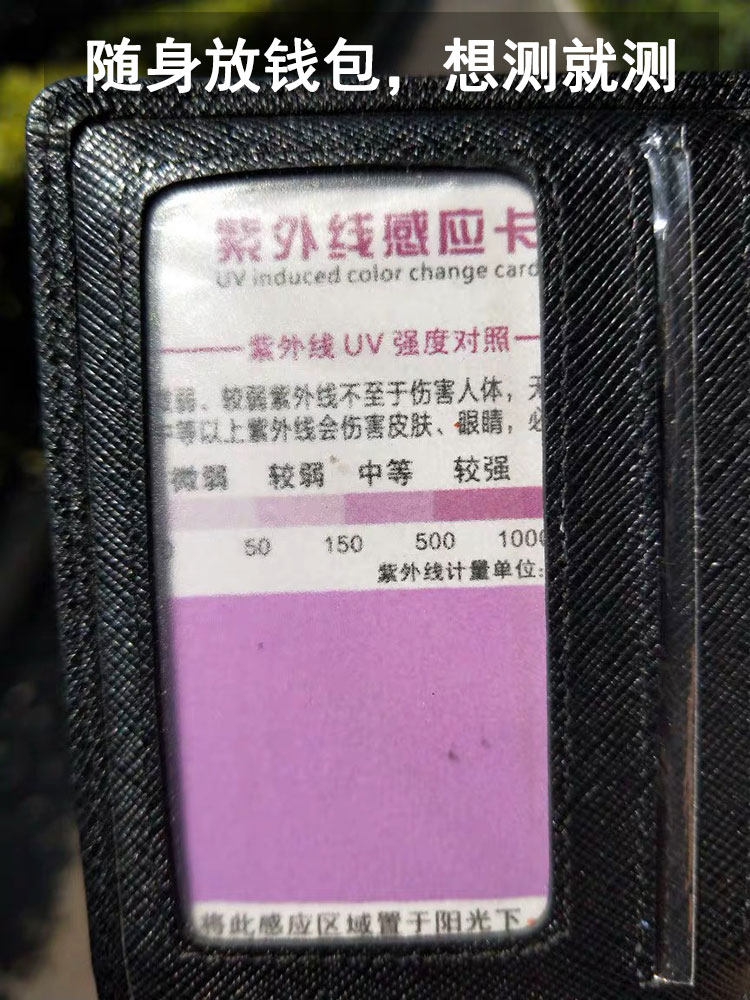 随身放钱包，想测就测
紫外线感应卡
UV induced color change card
紫外线 UV 强度对照
弱、较弱紫外线不至于伤害人体，
等以上紫外线会伤害皮肤、眼睛，
微弱 较弱 中等 较强
50 150 500 1000
紫外线计量单位:
将此感应区域置于阳光下